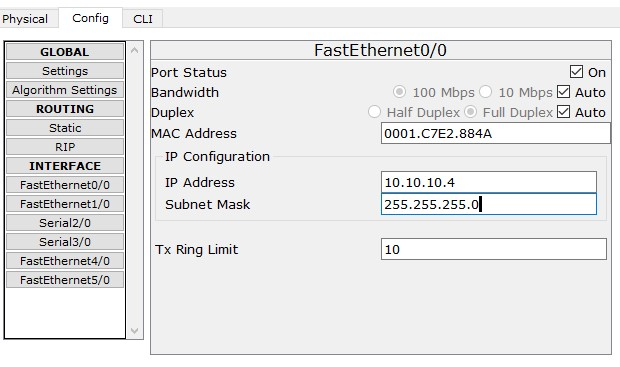 Physical Config CLI
GLOBAL
Settings
Algorithm Settings
ROUTING
Static
RIP
INTERFACE
FastEthernet0/0
FastEthernet1/0
Serial2/0
Serial3/0
FastEthernet4/0
FastEthernet5/0
FastEthernet0/0
Port Status On
Bandwidth 100 Mbps 10 Mbps Auto
Duplex Half Duplex Full Duplex Auto
MAC Address 0001.C7E2.884A
IP Configuration
IP Address 10.10.10.4
Subnet Mask 255.255.255.0
Tx Ring Limit 10